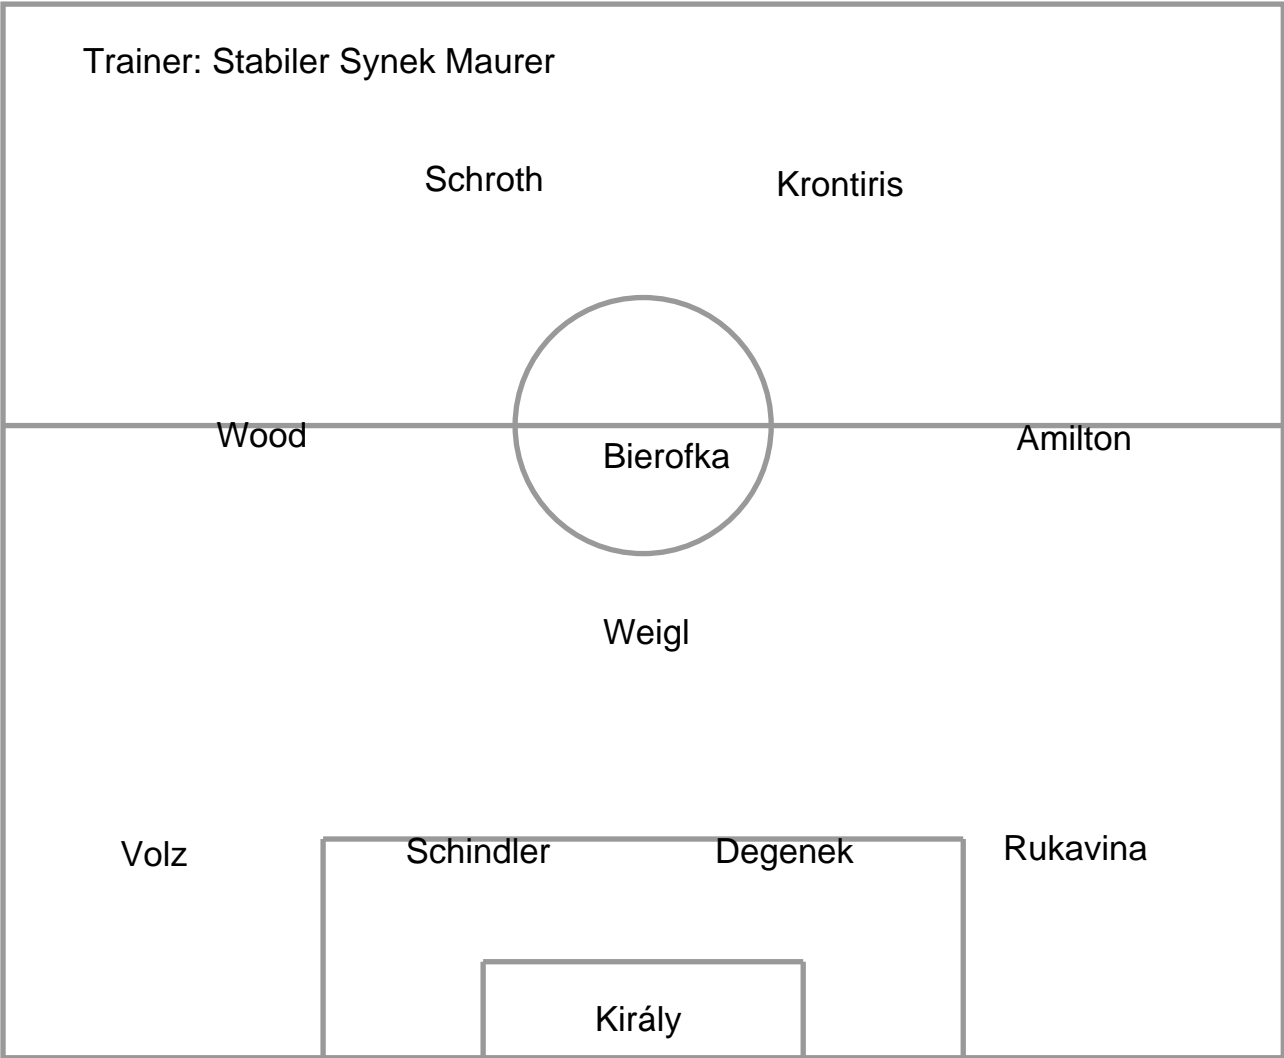 Trainer: Stabiler Synek Maurer
Schroth
Krontiris
Wood
Bierofka
Amilton
Weigl
Volz
Schindler
Degenek
Rukavina
Király